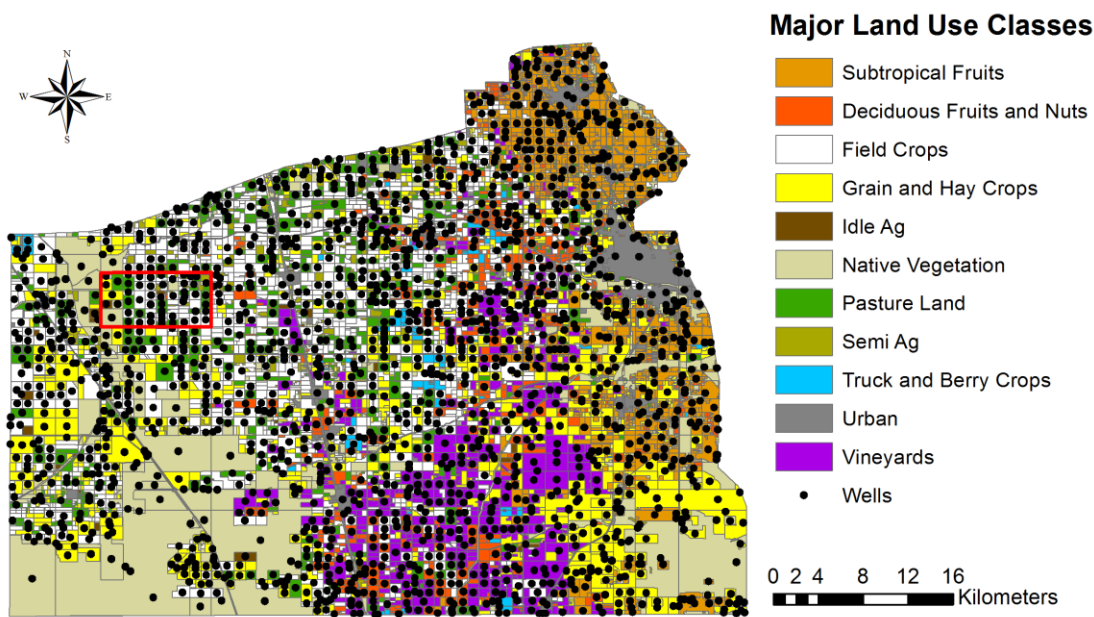 Major Land Use Classes
N
W
E
S
Subtropical Fruits
Deciduous Fruits and Nuts
Field Crops
Grain and Hay Crops
Idle Ag
Native Vegetation
Pasture Land
Semi Ag
Truck and Berry Crops
Urban
Vineyards
Wells
0 2 4 8 12 16
Kilometers